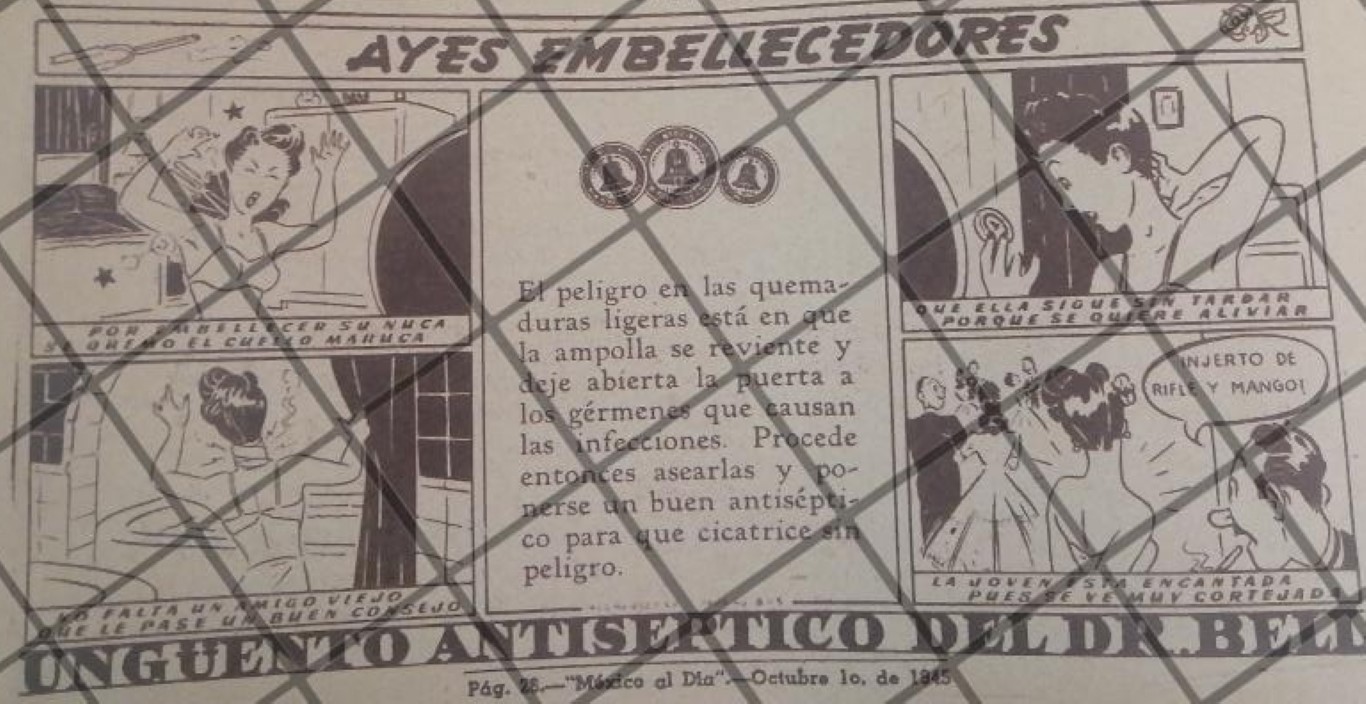 AYES EMBELLECEDORES
POR EMBELLECER SU NUCA
SE QUEMO EL CUELLO MARUCA
NO FALTA UN AMIGO VIEJO
QUE LE PASE UN BUEN CONSEJO
El peligro en las quema-
duras ligeras está en que
la ampolla se reviente y
deje abierta la puerta a
los gérmenes que causan
las infecciones. Procede
entonces asearlas y po-
nerse un buen antisépti-
co para que cicatrice sin
peligro.
QUE ELLA SIGUE SIN TARDAR
PORQUE SE QUIERE ALIVIAR
INJERTO DE
RIFLE Y MANGO!
LA JOVEN ESTA ENCANTADA
PUES SE VE MUY CORTEJADA
UNGÜENTO ANTISEPTICO DEL DR. BELL
Pág. 28.—"México al Día".—Octubre 1o. de 1945